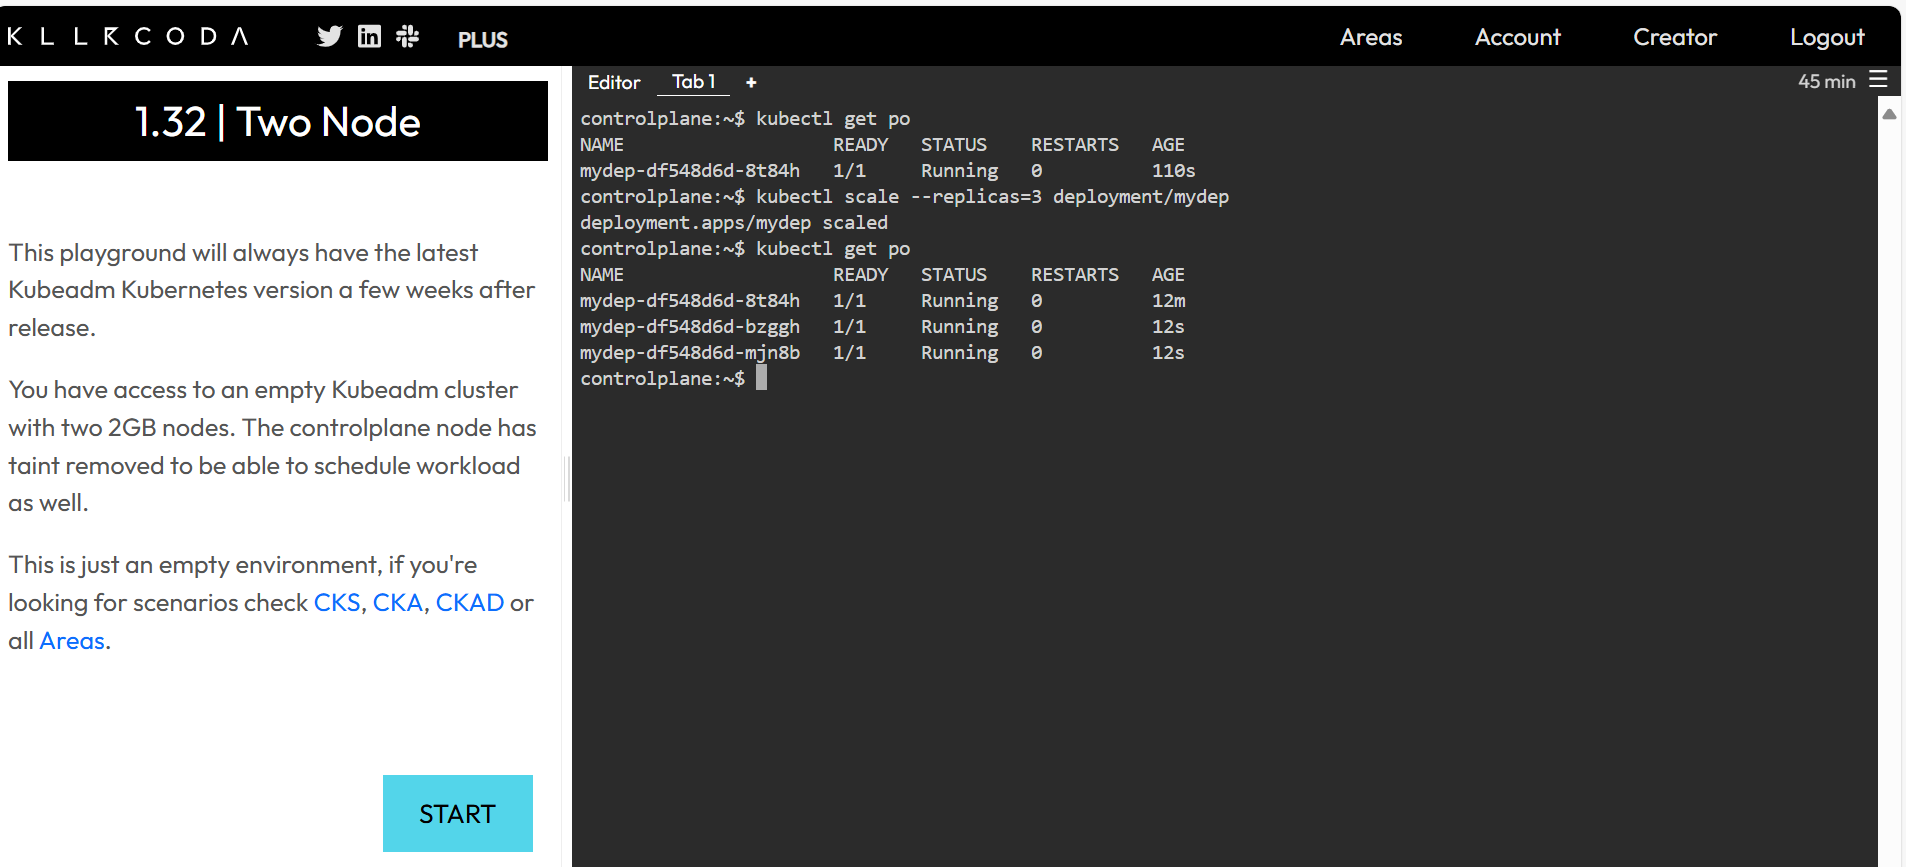 KLLRCODA PLUS Areas Account Creator Logout
1.32 | Two Node
This playground will always have the latest
Kubeadm Kubernetes version a few weeks after
release.
You have access to an empty Kubeadm cluster
with two 2GB nodes. The controlplane node has
taint removed to be able to schedule workload
as well.
This is just an empty environment, if you're
looking for scenarios check CKS, CKA, CKAD or
all Areas.
START
Editor Tab 1 + 45 min
controlplane:~$ kubectl get po
NAME READY STATUS RESTARTS AGE
mydep-df548d6d-8t84h 1/1 Running 0 110s
controlplane:~$ kubectl scale --replicas=3 deployment/mydep
deployment.apps/mydep scaled
controlplane:~$ kubectl get po
NAME READY STATUS RESTARTS AGE
mydep-df548d6d-8t84h 1/1 Running 0 12m
mydep-df548d6d-bzggh 1/1 Running 0 12s
mydep-df548d6d-mjn8b 1/1 Running 0 12s
controlplane:~$